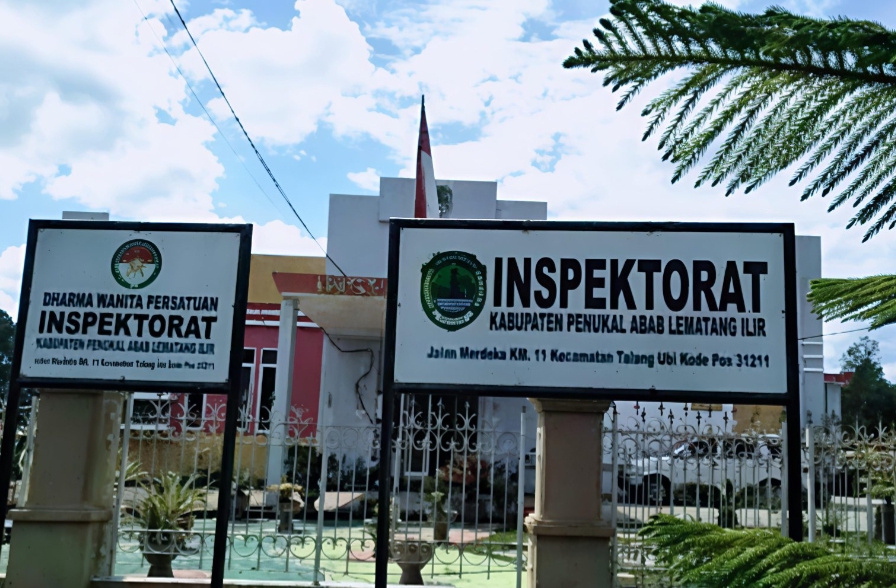 DHARMA WANITA PERSATUAN
INSPEKTORAT
KABUPATEN PENUKAL ABAB LEMATANG ILIR
INSPEKTORAT
KABUPATEN PENUKAL ABAB LEMATANG ILIR
Jalan Merdeka KM. 11 Kecamatan Talang Ubi Kode Pos 31211